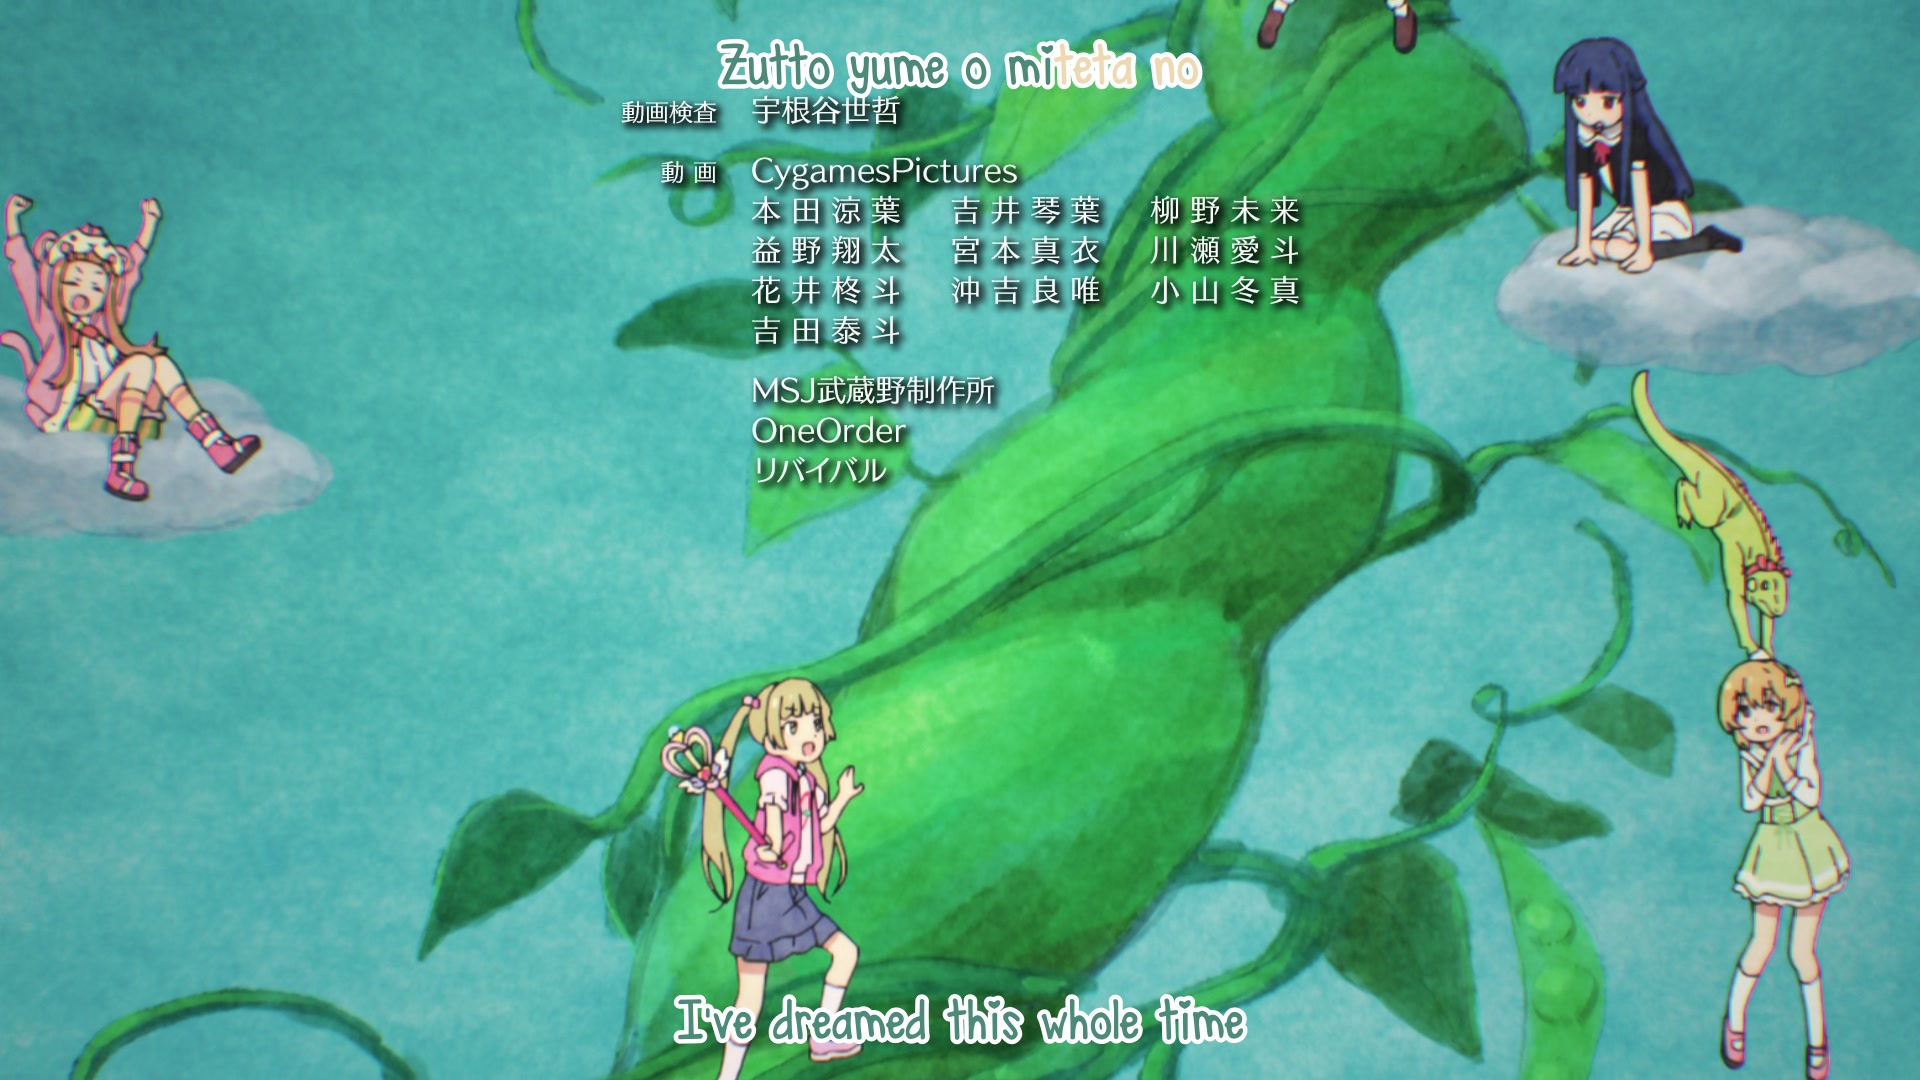 Zutto yume o miteta no
動画検査 宇根谷世哲
動画 CygamesPictures
本田涼葉 吉井琴葉 柳野未来
益野翔太 宮本真衣 川瀬愛斗
花井柊斗 沖吉良唯 小山冬真
吉田泰斗
MSJ武蔵野制作所
OneOrder
リバイバル
I've dreamed this whole time